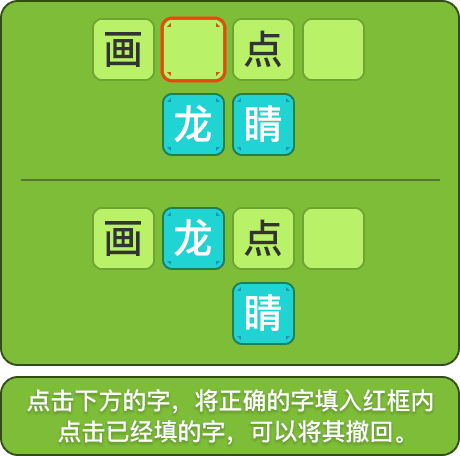 画 点
龙 睛
画 龙 点
睛
点击下方的字，将正确的字填入红框内
点击已经填的字，可以将其撤回。